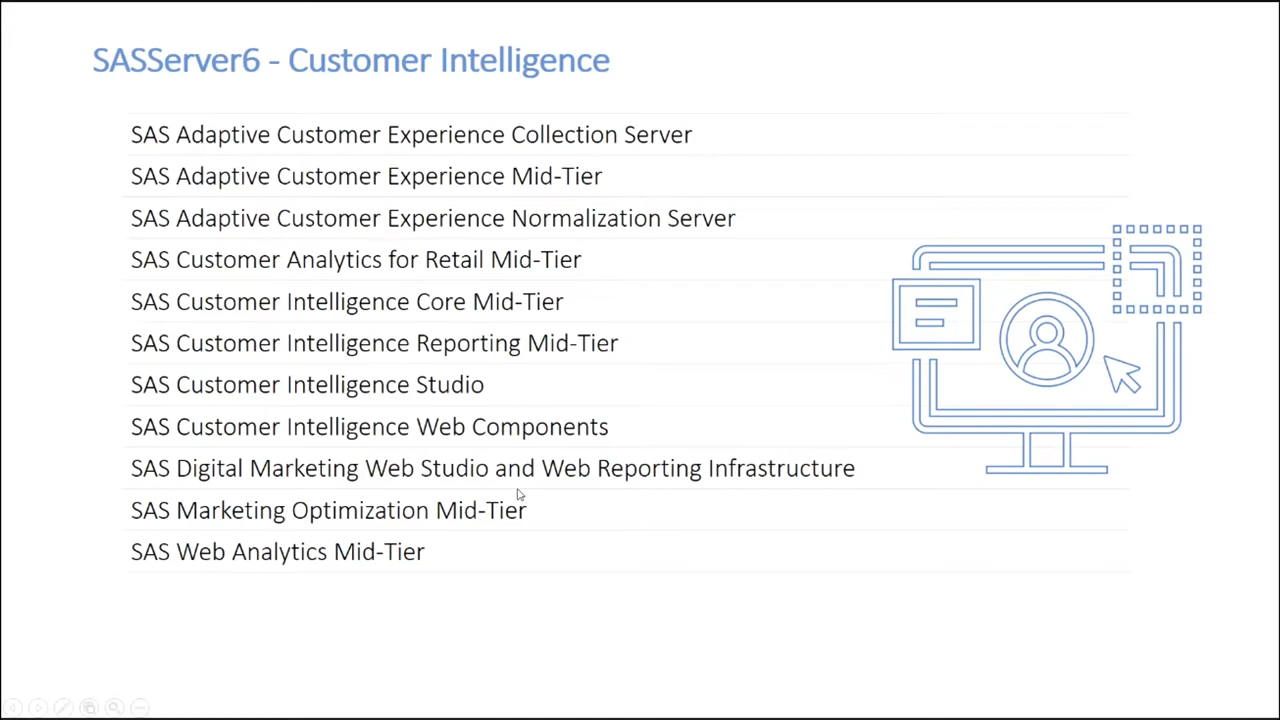 SASServer6 - Customer Intelligence
SAS Adaptive Customer Experience Collection Server
SAS Adaptive Customer Experience Mid-Tier
SAS Adaptive Customer Experience Normalization Server
SAS Customer Analytics for Retail Mid-Tier
SAS Customer Intelligence Core Mid-Tier
SAS Customer Intelligence Reporting Mid-Tier
SAS Customer Intelligence Studio
SAS Customer Intelligence Web Components
SAS Digital Marketing Web Studio and Web Reporting Infrastructure
SAS Marketing Optimization Mid-Tier
SAS Web Analytics Mid-Tier